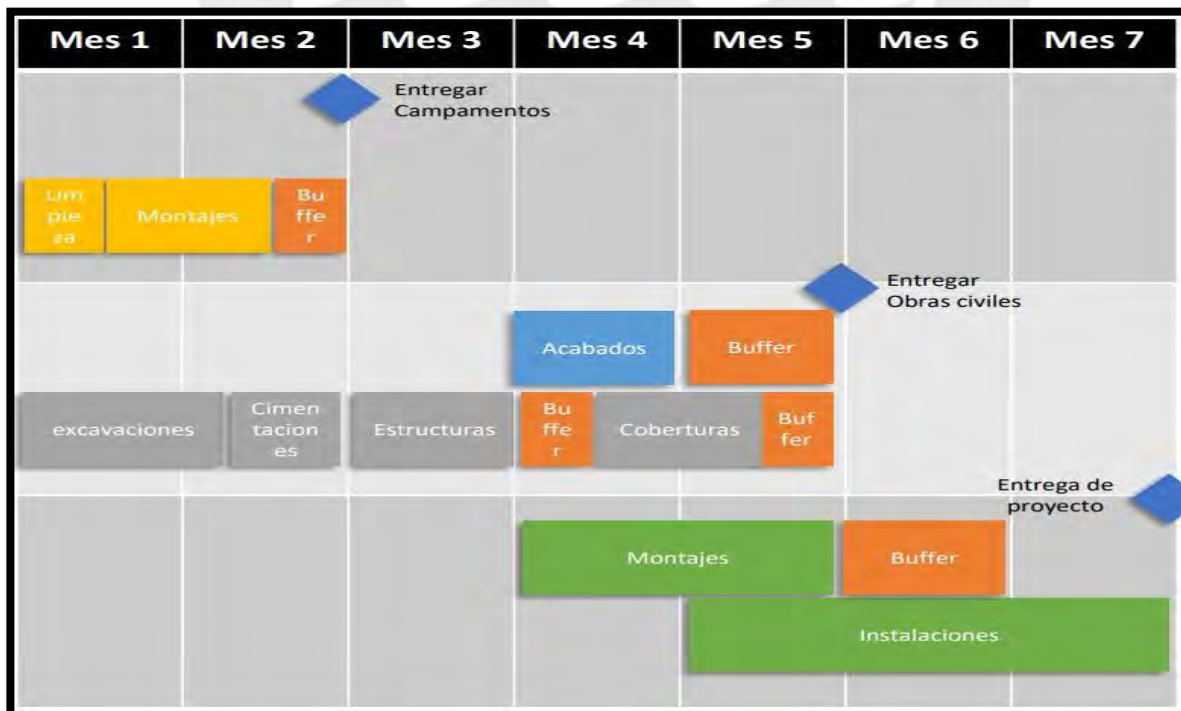 Mes 1 Mes 2 Mes 3 Mes 4 Mes 5 Mes 6 Mes 7
Entregar
Campamentos
Lim
pie
za
Montajes
Bu
ffe
r
Entregar
Obras civiles
Acabados
Buffer
excavaciones
Cimen
tacion
es
Estructuras
Bu
ffe
r
Coberturas
Buf
fer
Entrega de
proyecto
Montajes
Buffer
Instalaciones